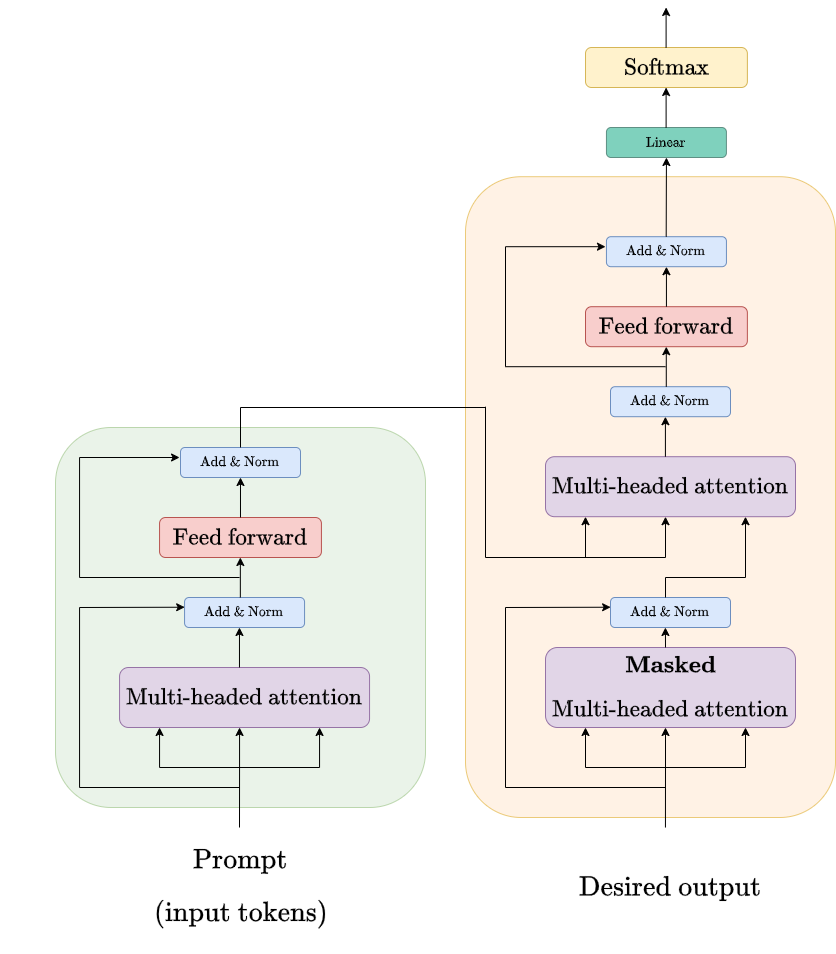 Softmax
Linear
Add & Norm
Feed forward
Add & Norm
Multi-headed attention
Add & Norm
Masked
Multi-headed attention
Desired output
Add & Norm
Feed forward
Add & Norm
Multi-headed attention
Prompt
(input tokens)